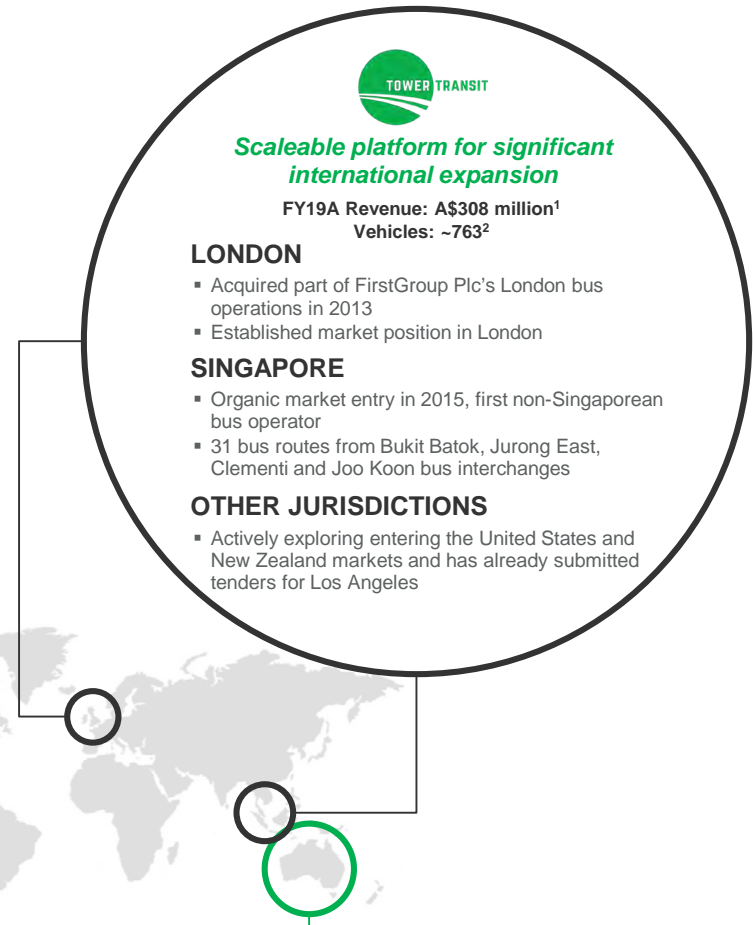 TOWER TRANSIT
Scaleable platform for significant
international expansion
FY19A Revenue: A$308 million¹
Vehicles: ~763²
LONDON
▪ Acquired part of FirstGroup Plc's London bus
operations in 2013
▪ Established market position in London
SINGAPORE
▪ Organic market entry in 2015, first non-Singaporean
bus operator
▪ 31 bus routes from Bukit Batok, Jurong East,
Clementi and Joo Koon bus interchanges
OTHER JURISDICTIONS
▪ Actively exploring entering the United States and
New Zealand markets and has already submitted
tenders for Los Angeles